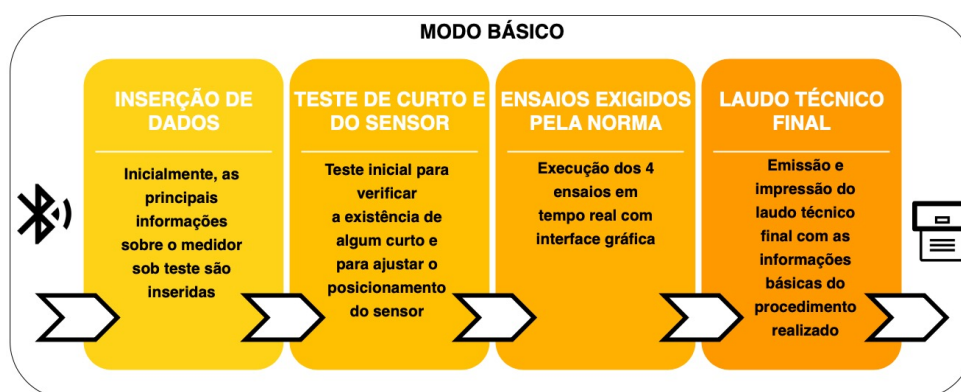 MODO BÁSICO
INSERÇÃO DE
DADOS
Inicialmente, as
principais
informações
sobre o medidor
sob teste são
inseridas
TESTE DE CURTO E
DO SENSOR
Teste inicial para
verificar
a existência de
algum curto e
para ajustar o
posicionamento
do sensor
ENSAIOS EXIGIDOS
PELA NORMA
Execução dos 4
ensaios em
tempo real com
interface gráfica
LAUDO TÉCNICO
FINAL
Emissão e
impressão do
laudo técnico
final com as
informações
básicas do
procedimento
realizado